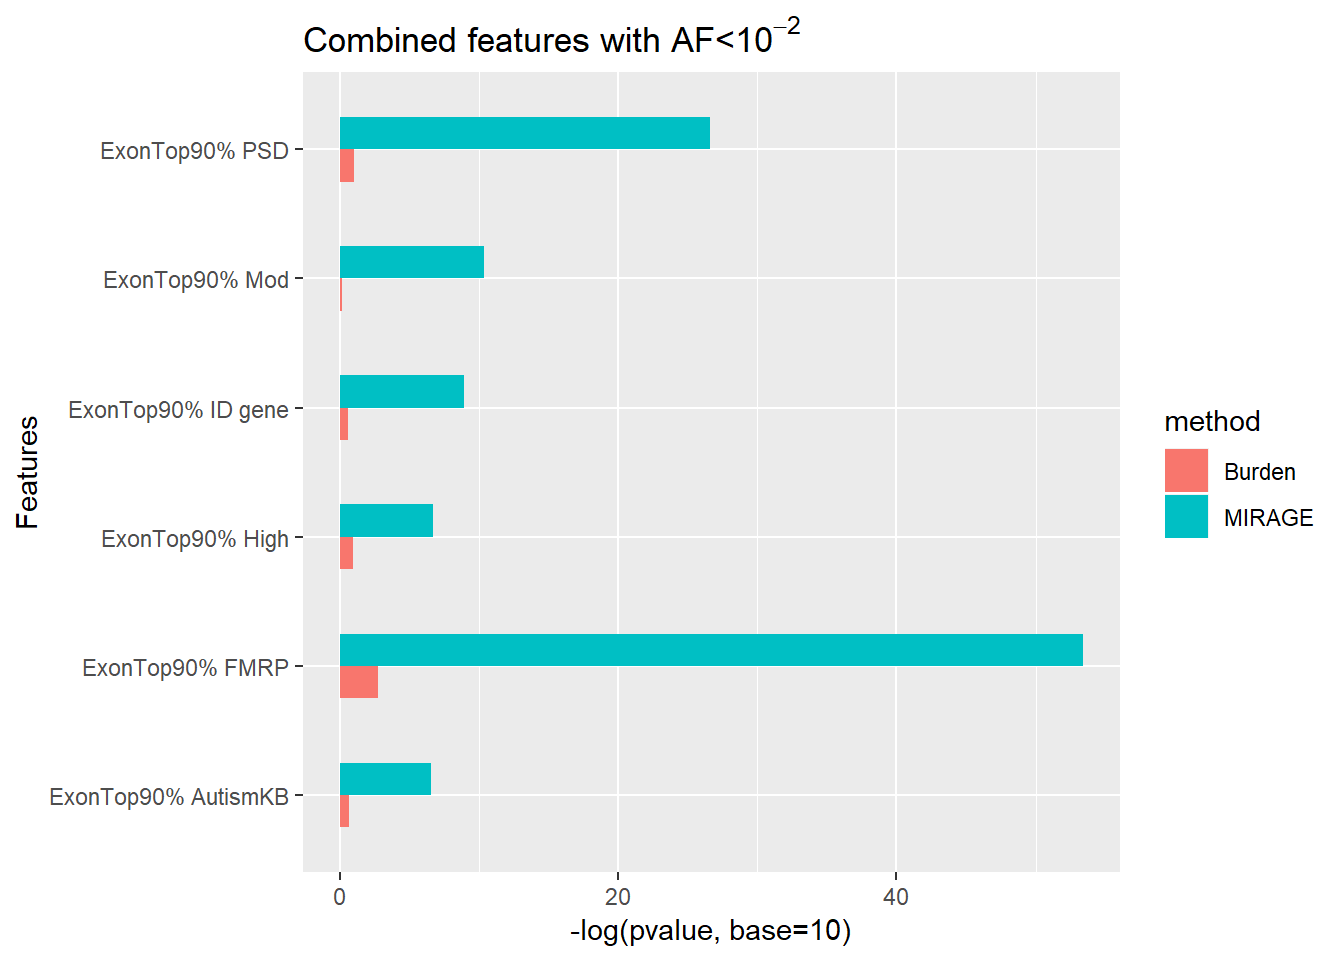 Combined features with AF<10⁻²
ExonTop90% PSD
ExonTop90% Mod
ExonTop90% ID gene
ExonTop90% High
ExonTop90% FMRP
ExonTop90% AutismKB
Features
0 20 40
-log(pvalue, base=10)
method
Burden
MIRAGE